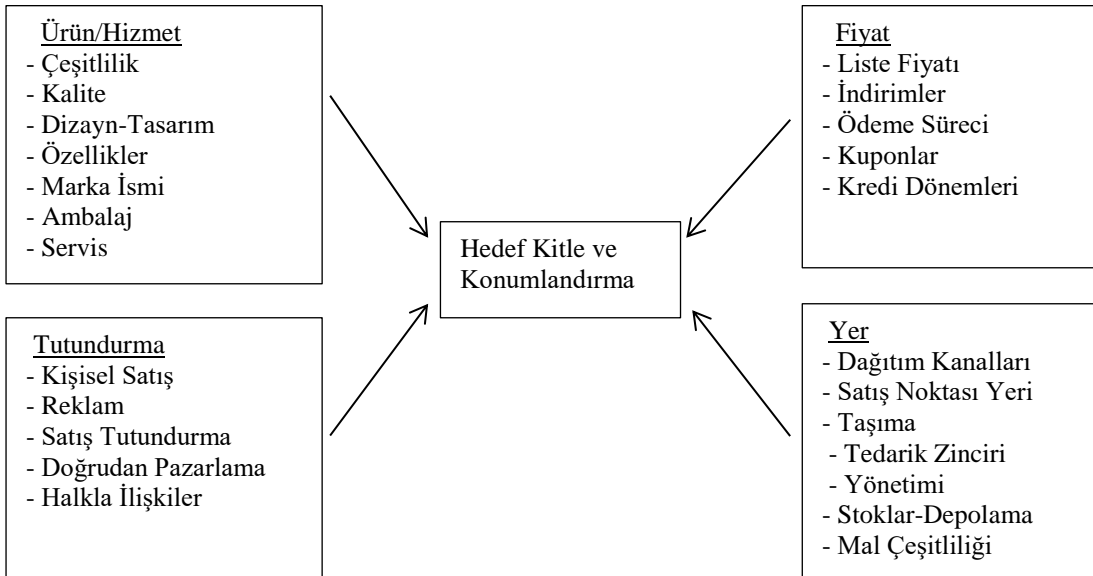 Ürün/Hizmet
- Çeşitlilik
- Kalite
- Dizayn-Tasarım
- Özellikler
- Marka İsmi
- Ambalaj
- Servis
Fiyat
- Liste Fiyatı
- İndirimler
- Ödeme Süreci
- Kuponlar
- Kredi Dönemleri
Hedef Kitle ve
Konumlandırma
Tutundurma
- Kişisel Satış
- Reklam
- Satış Tutundurma
- Doğrudan Pazarlama
- Halkla İlişkiler
Yer
- Dağıtım Kanalları
- Satış Noktası Yeri
- Taşıma
- Tedarik Zinciri
- Yönetimi
- Stoklar-Depolama
- Mal Çeşitliliği